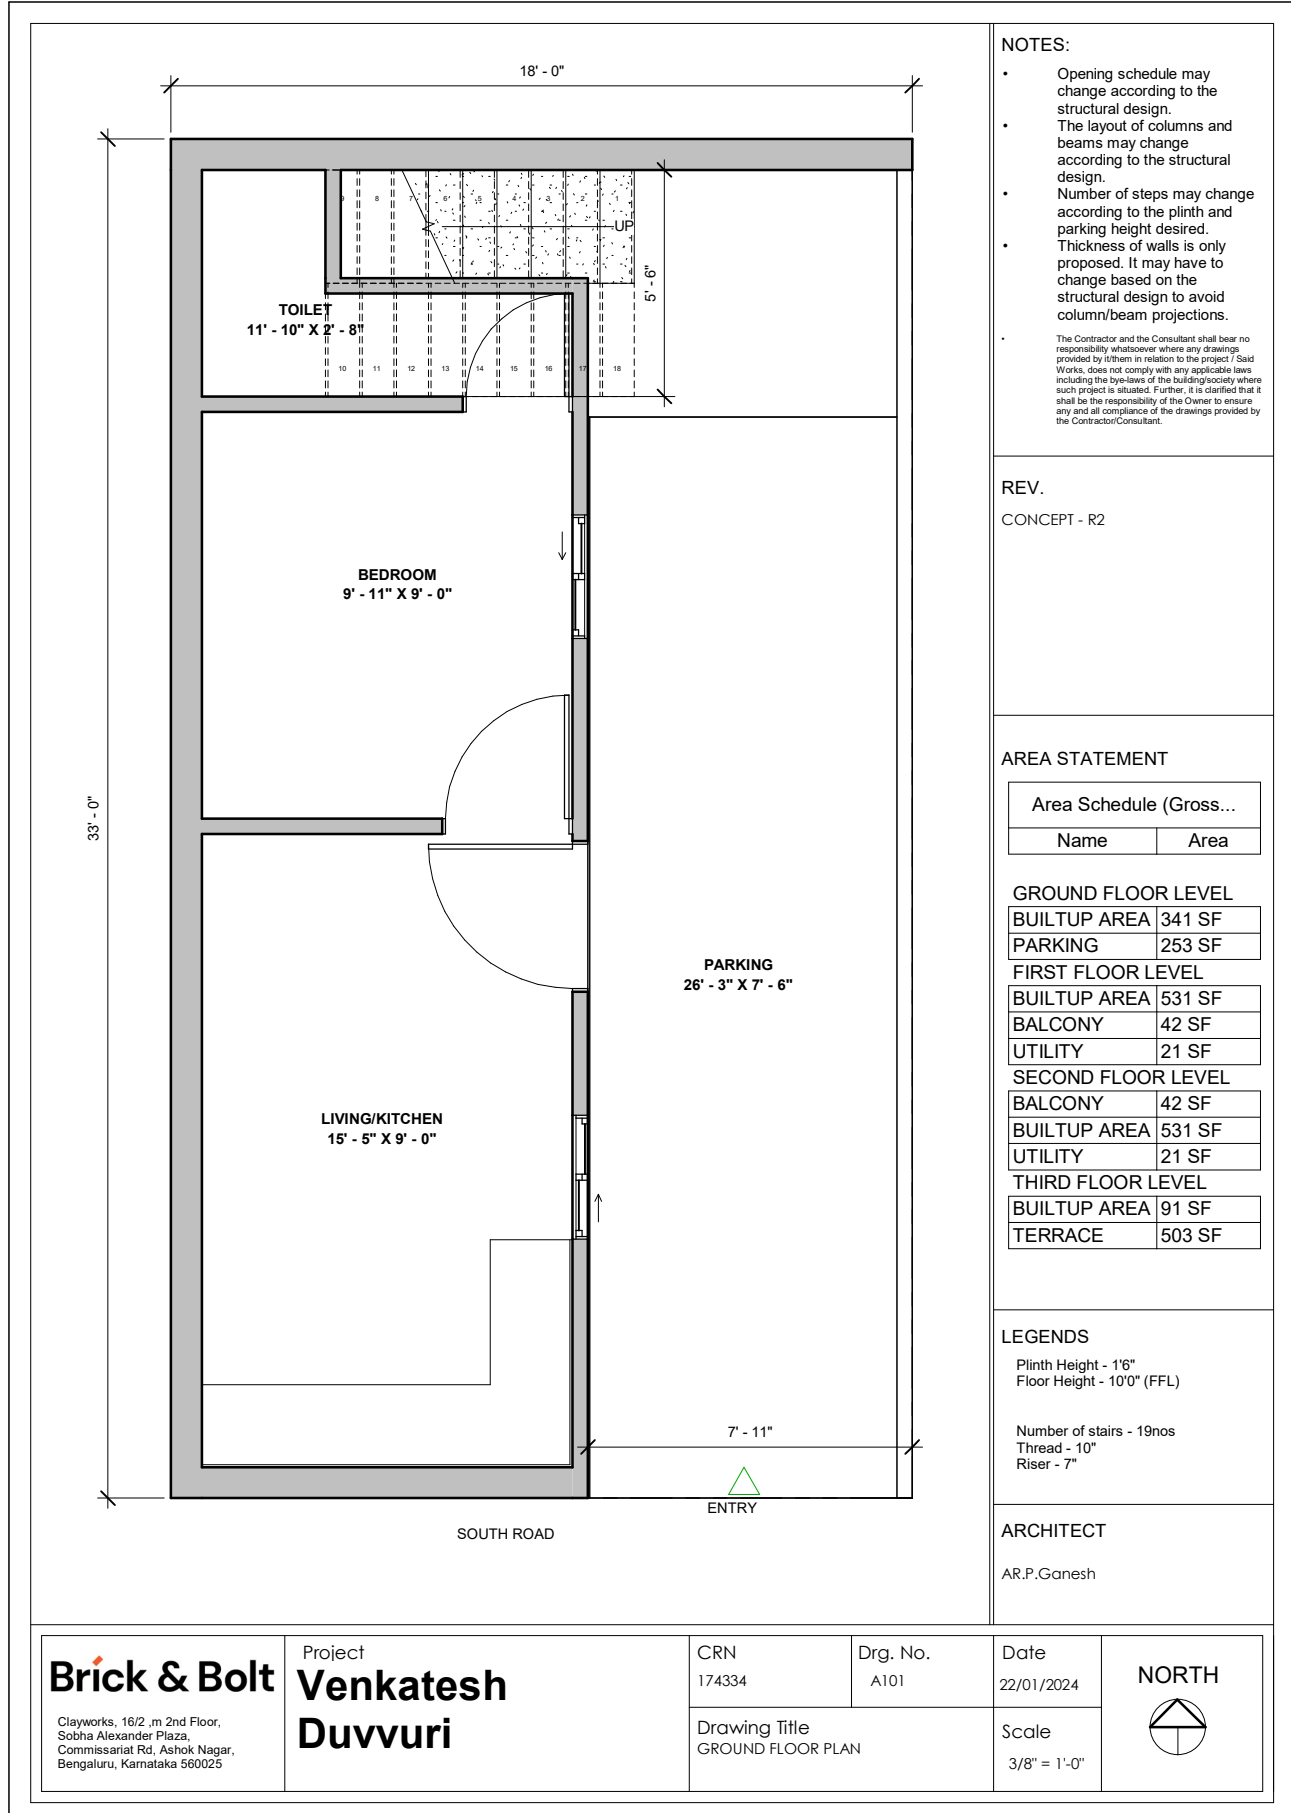 18' - 0"
33' - 0"
9 8 7 6 5 4 3 2 1
UP
5' - 6"
TOILET
11' - 10" X 2' - 8"
10 11 12 13 14 15 16 17 18
BEDROOM
9' - 11" X 9' - 0"
PARKING
26' - 3" X 7' - 6"
LIVING/KITCHEN
15' - 5" X 9' - 0"
7' - 11"
ENTRY
SOUTH ROAD
NOTES:
• Opening schedule may
change according to the
structural design.
• The layout of columns and
beams may change
according to the structural
design.
• Number of steps may change
according to the plinth and
parking height desired.
• Thickness of walls is only
proposed. It may have to
change based on the
structural design to avoid
column/beam projections.
• The Contractor and the Consultant shall bear no
responsibility whatsoever where any drawings
provided by it/them in relation to the project / Said
Works, does not comply with any applicable laws
including the bye-laws of the building/society where
such project is situated. Further, it is clarified that it
shall be the responsibility of the Owner to ensure
any and all compliance of the drawings provided by
the Contractor/Consultant.
REV.
CONCEPT - R2
AREA STATEMENT
Area Schedule (Gross...
Name Area
GROUND FLOOR LEVEL
BUILTUP AREA 341 SF
PARKING 253 SF
FIRST FLOOR LEVEL
BUILTUP AREA 531 SF
BALCONY 42 SF
UTILITY 21 SF
SECOND FLOOR LEVEL
BALCONY 42 SF
BUILTUP AREA 531 SF
UTILITY 21 SF
THIRD FLOOR LEVEL
BUILTUP AREA 91 SF
TERRACE 503 SF
LEGENDS
Plinth Height - 1'6"
Floor Height - 10'0" (FFL)
Number of stairs - 19nos
Thread - 10"
Riser - 7"
ARCHITECT
AR.P.Ganesh
Brick & Bolt
Clayworks, 16/2 ,m 2nd Floor,
Sobha Alexander Plaza,
Commissariat Rd, Ashok Nagar,
Bengaluru, Karnataka 560025
Project
Venkatesh
Duvvuri
CRN
174334
Drg. No.
A101
Drawing Title
GROUND FLOOR PLAN
Date
22/01/2024
Scale
3/8" = 1'-0"
NORTH